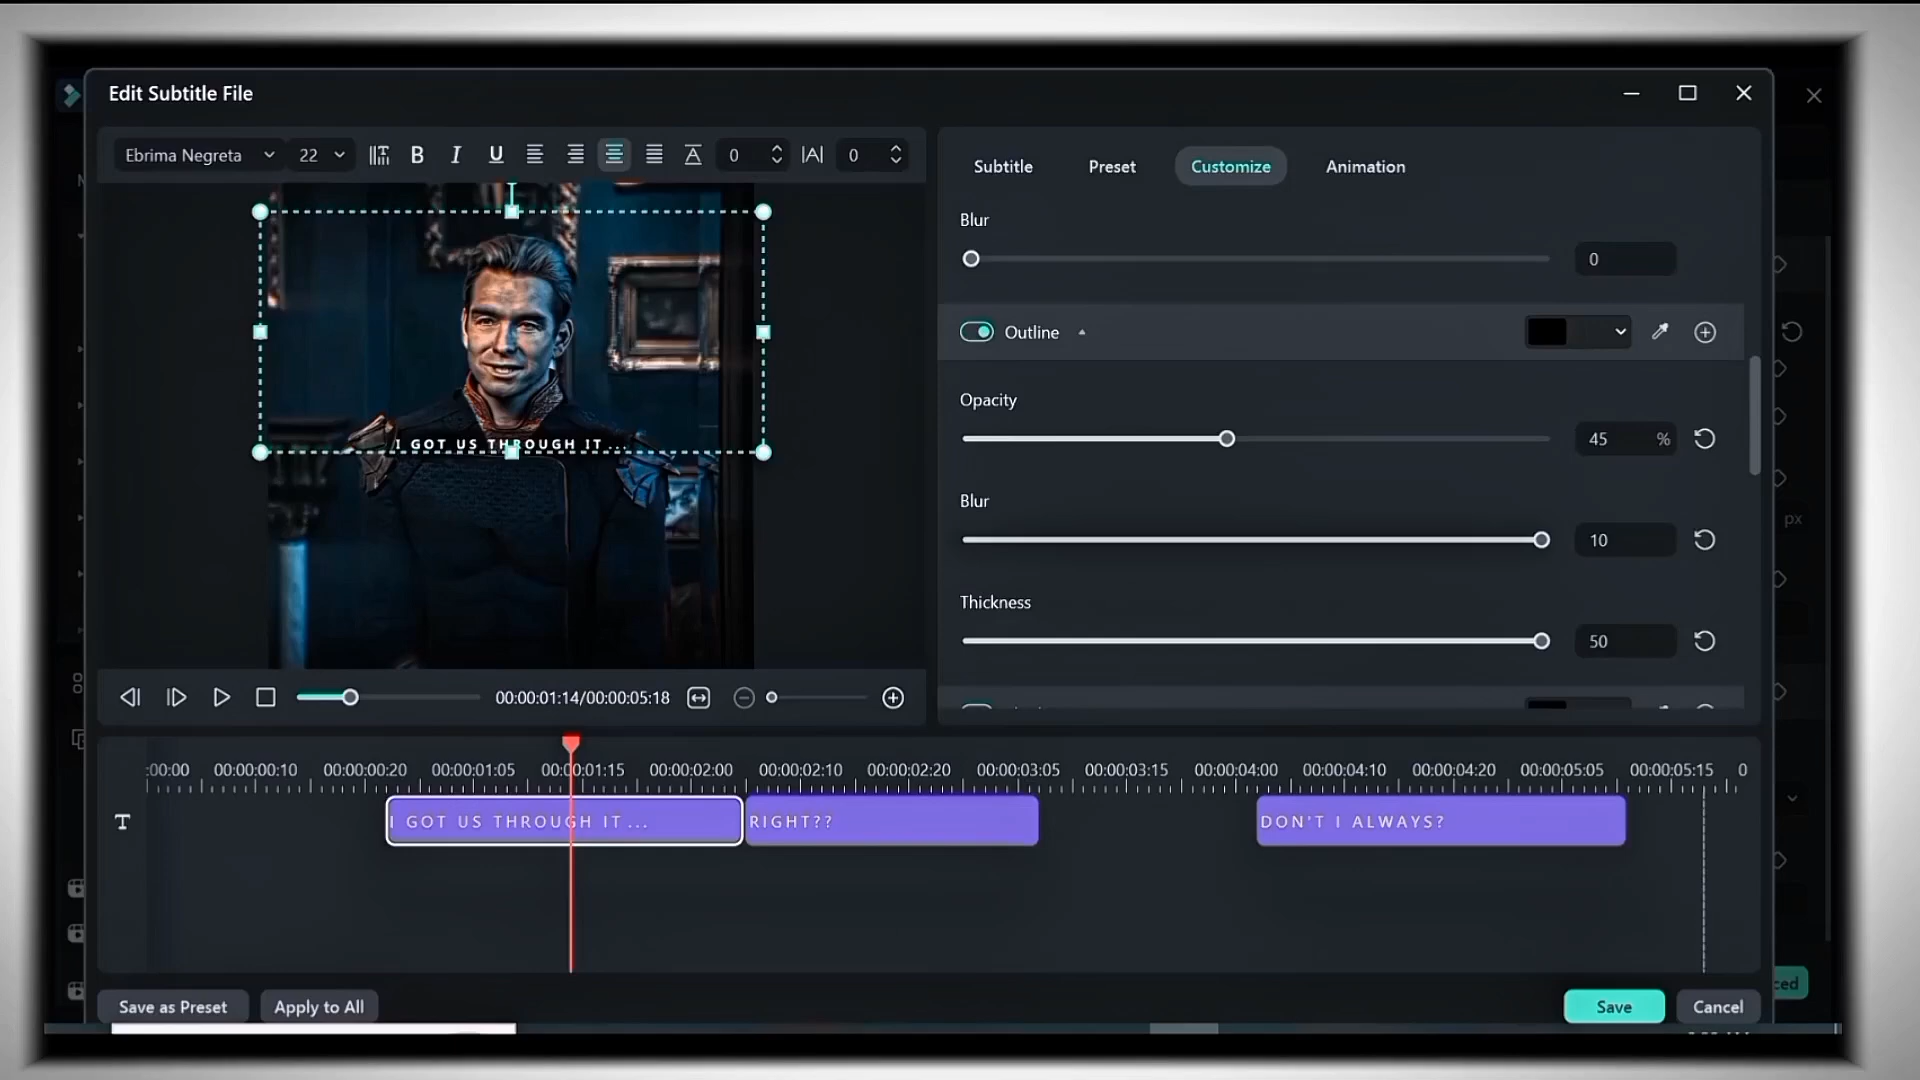 Edit Subtitle File
Ebrima Negreta
22
B I U
0
0
Subtitle
Preset
Customize
Animation
Blur
0
Outline
Opacity
45 %
Blur
10
Thickness
50
px
I GOT US THROUGH IT...
00:00:01:14/00:00:05:18
:00:00 00:00:00:10 00:00:00:20 00:00:01:05 00:00:01:15 00:00:02:00 00:00:02:10 00:00:02:20 00:00:03:05 00:00:03:15 00:00:04:00 00:00:04:10 00:00:04:20 00:00:05:05 00:00:05:15 0
T
I GOT US THROUGH IT...
RIGHT??
DON'T I ALWAYS?
ced
Save as Preset
Apply to All
Save
Cancel